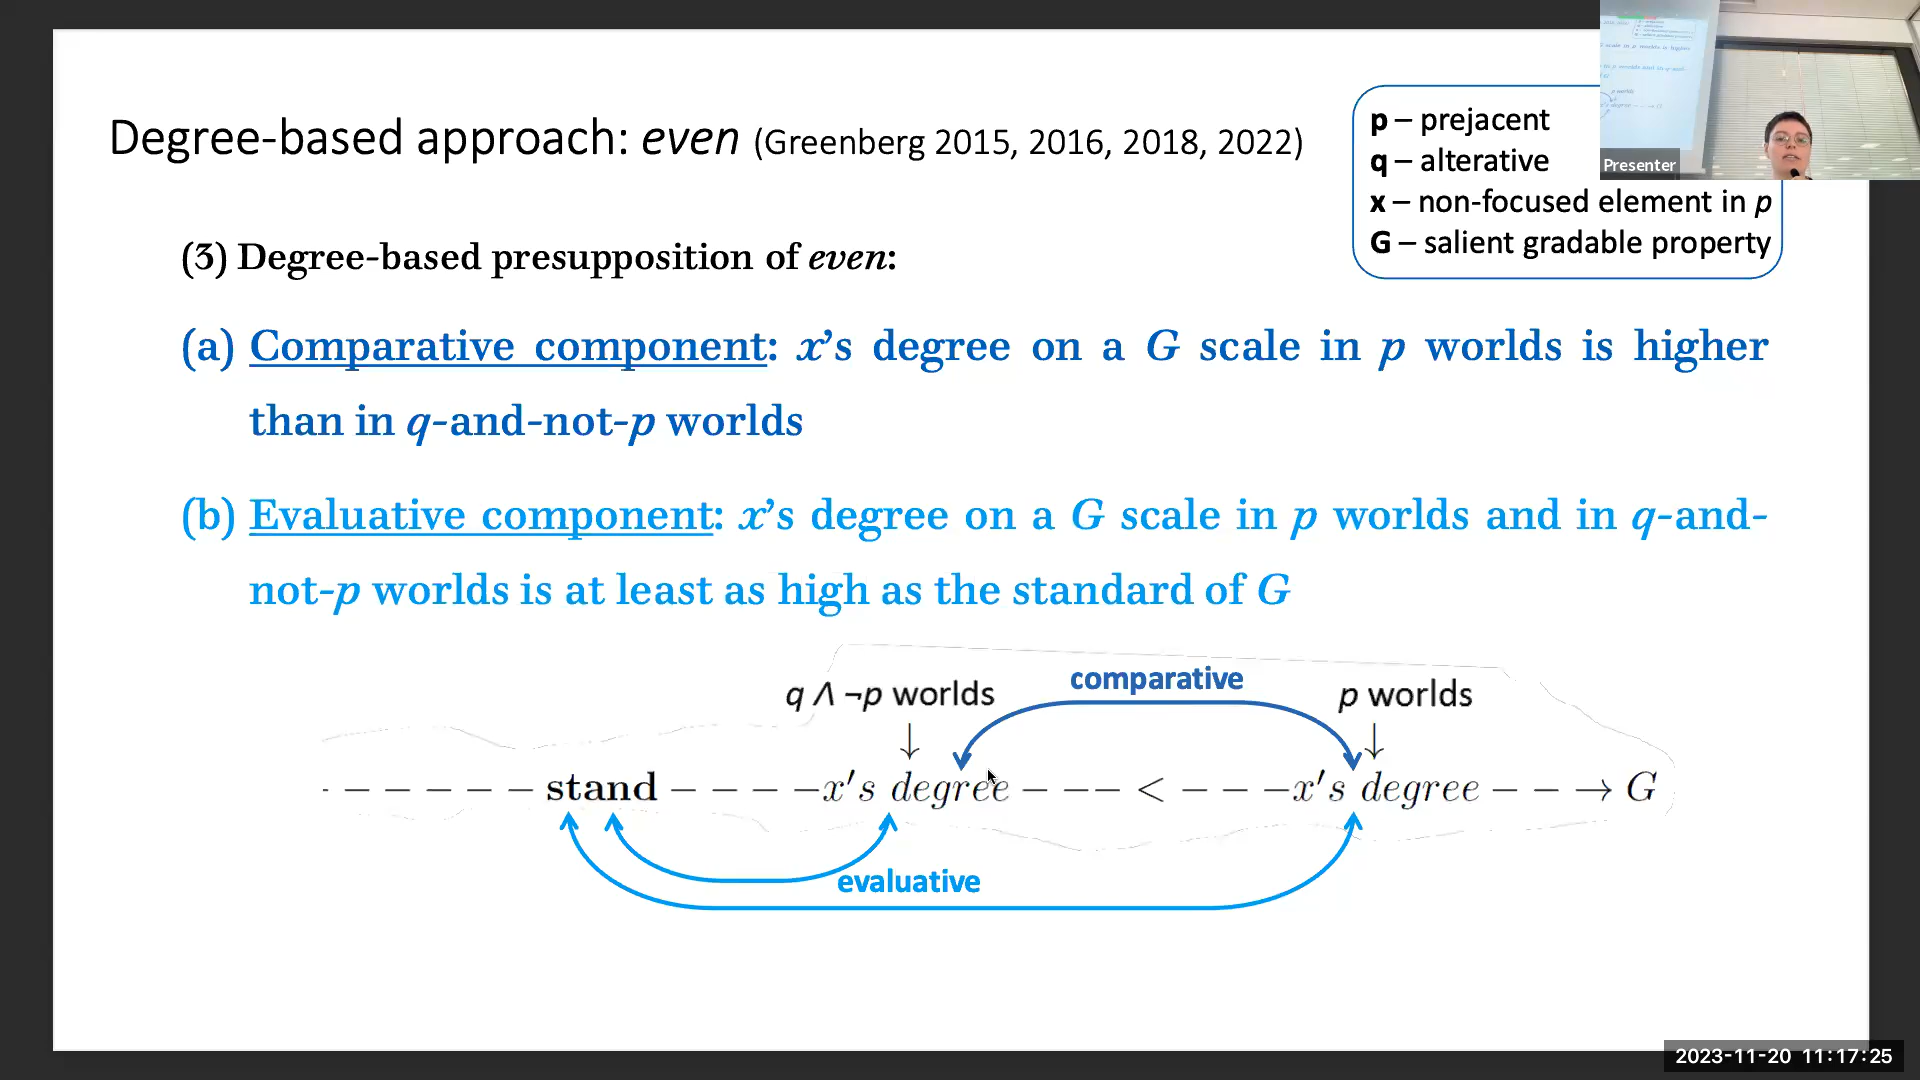 Degree-based approach: even (Greenberg 2015, 2016, 2018, 2022)
p – prejacent
q – alterative
x – non-focused element in p
G – salient gradable property
Presenter
(3) Degree-based presupposition of even:
(a) Comparative component: x’s degree on a G scale in p worlds is higher
than in q-and-not-p worlds
(b) Evaluative component: x’s degree on a G scale in p worlds and in q-and-
not-p worlds is at least as high as the standard of G
comparative
q ∧ ¬p worlds
p worlds
↓ ↓
- – – – – – – stand – – – – –x′s degree – – – < – – – –x′s degree – – → G
evaluative
2023-11-20 11:17:25